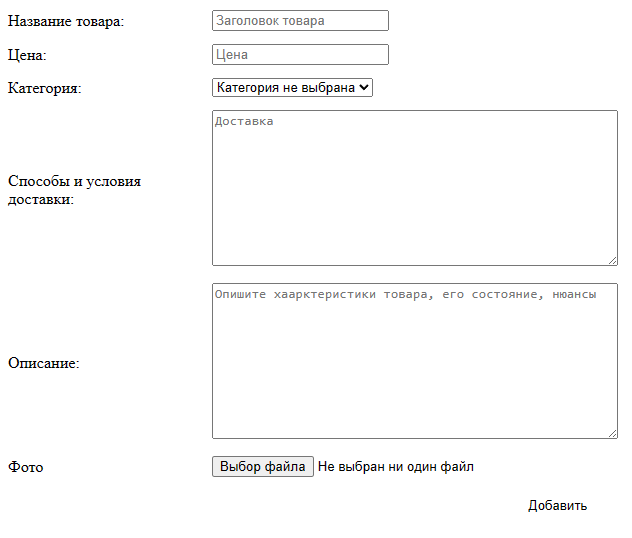 Название товара: Заголовок товара
Цена: Цена
Категория: Категория не выбрана
Доставка
Способы и условия
доставки:
Опишите хаарктеристики товара, его состояние, нюансы
Описание:
Фото Выбор файла Не выбран ни один файл
Добавить